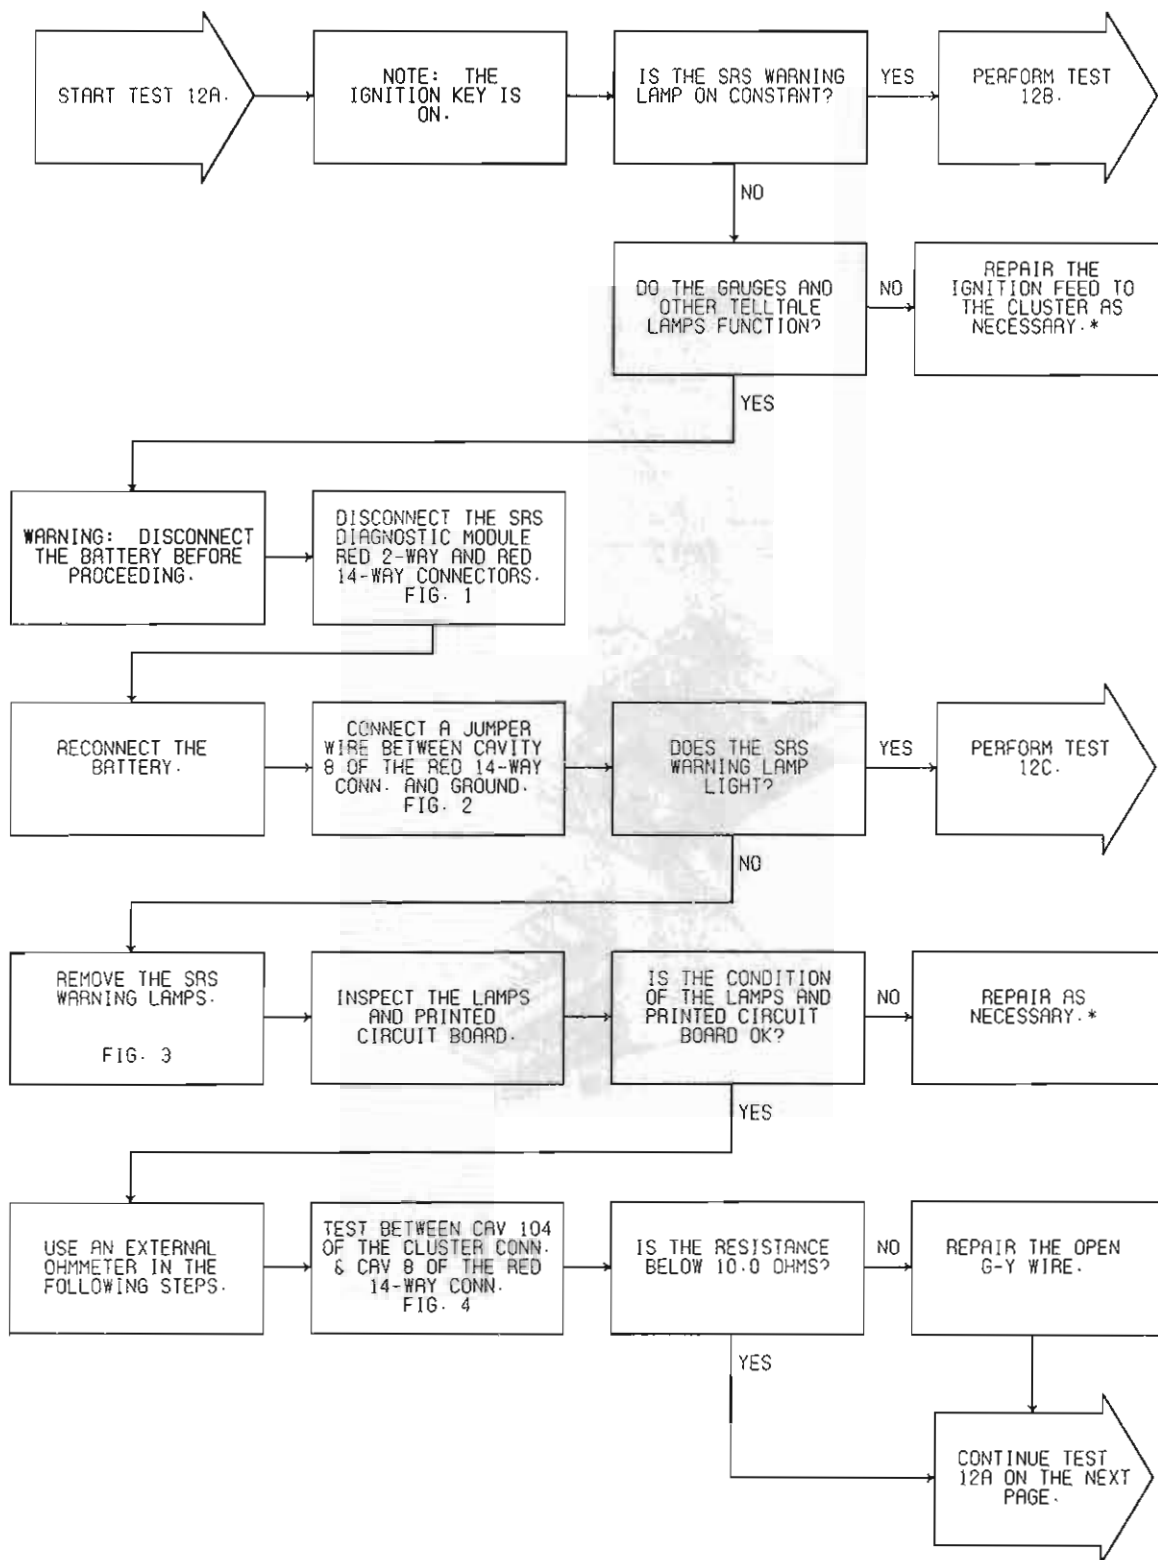 START TEST 12A.
NOTE: THE
IGNITION KEY IS
ON.
IS THE SRS WARNING
LAMP ON CONSTANT?
YES
PERFORM TEST
12B.
NO
DO THE GAUGES AND
OTHER TELLTALE
LAMPS FUNCTION?
NO
REPAIR THE
IGNITION FEED TO
THE CLUSTER AS
NECESSARY.*
YES
WARNING: DISCONNECT
THE BATTERY BEFORE
PROCEEDING.
DISCONNECT THE SRS
DIAGNOSTIC MODULE
RED 2-WAY AND RED
14-WAY CONNECTORS.
FIG. 1
RECONNECT THE
BATTERY.
CONNECT A JUMPER
WIRE BETWEEN CAVITY
8 OF THE RED 14-WAY
CONN. AND GROUND.
FIG. 2
DOES THE SRS
WARNING LAMP
LIGHT?
YES
PERFORM TEST
12C.
NO
REMOVE THE SRS
WARNING LAMPS.
FIG. 3
INSPECT THE LAMPS
AND PRINTED
CIRCUIT BOARD.
IS THE CONDITION
OF THE LAMPS AND
PRINTED CIRCUIT
BOARD OK?
NO
REPAIR AS
NECESSARY.*
YES
USE AN EXTERNAL
OHMMETER IN THE
FOLLOWING STEPS.
TEST BETWEEN CAV 104
OF THE CLUSTER CONN.
& CAV 8 OF THE RED
14-WAY CONN.
FIG. 4
IS THE RESISTANCE
BELOW 10.0 OHMS?
NO
REPAIR THE OPEN
G-Y WIRE.
YES
CONTINUE TEST
12A ON THE NEXT
PAGE.